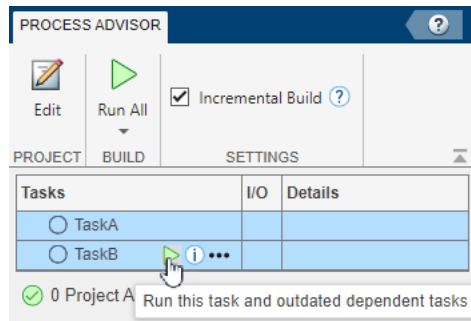 PROCESS ADVISOR
?
Edit
Run All
Incremental Build ?
PROJECT
BUILD
SETTINGS
Tasks I/O Details
TaskA
TaskB i •••
0 Project A
Run this task and outdated dependent tasks